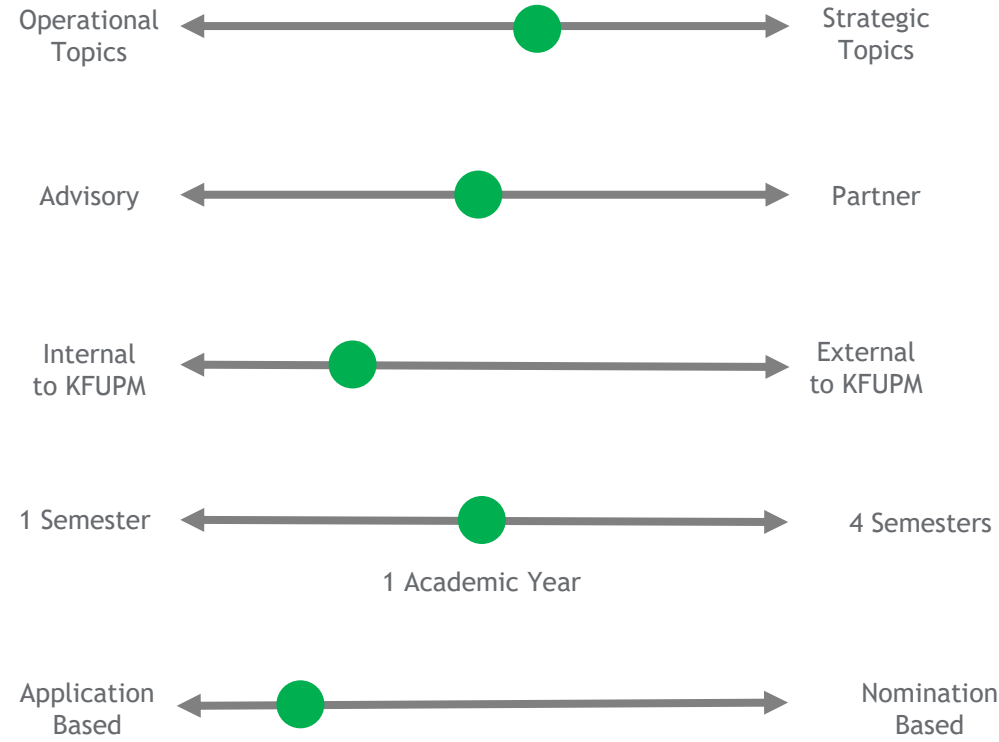 Operational
Topics
Strategic
Topics
Advisory
Partner
Internal
to KFUPM
External
to KFUPM
1 Semester
4 Semesters
1 Academic Year
Application
Based
Nomination
Based